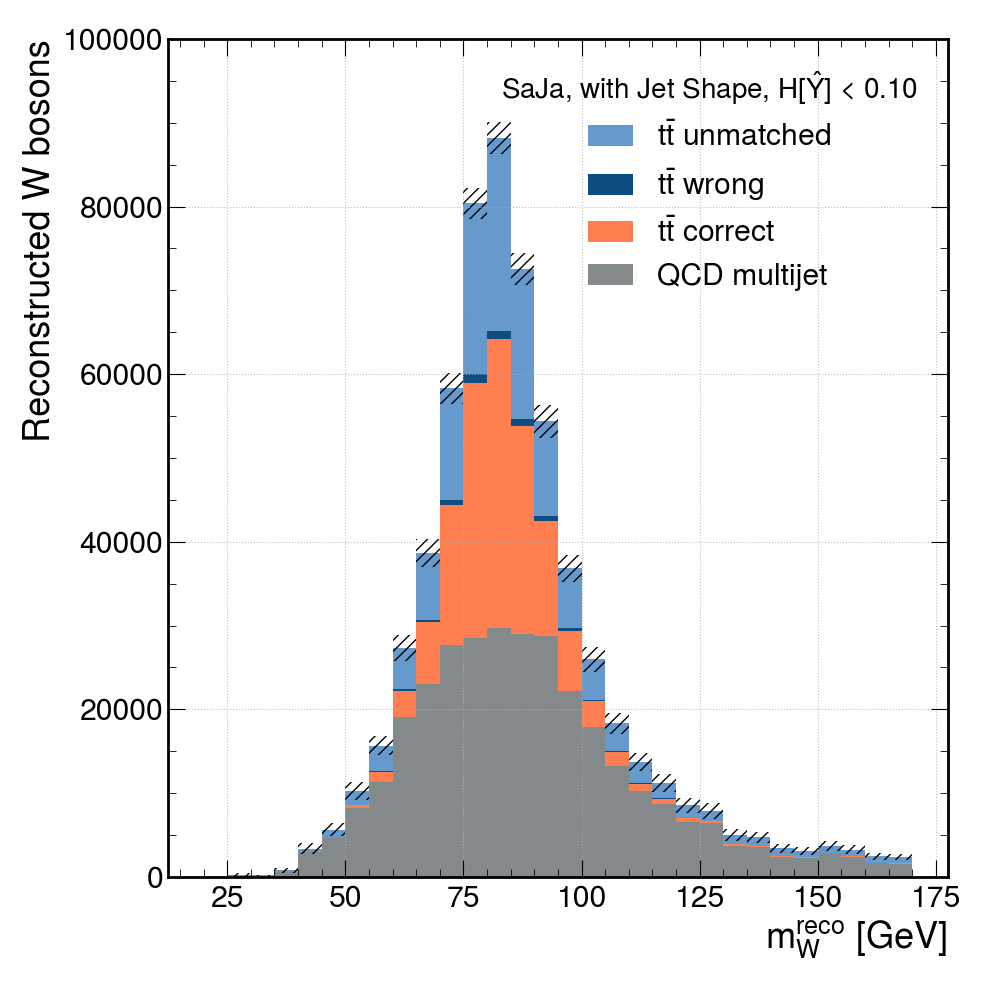 100000
80000
60000
40000
20000
0
Reconstructed W bosons
SaJa, with Jet Shape, H[Ŷ] < 0.10
tt̄ unmatched
tt̄ wrong
tt̄ correct
QCD multijet
25 50 75 100 125 150 175
m_W^reco [GeV]